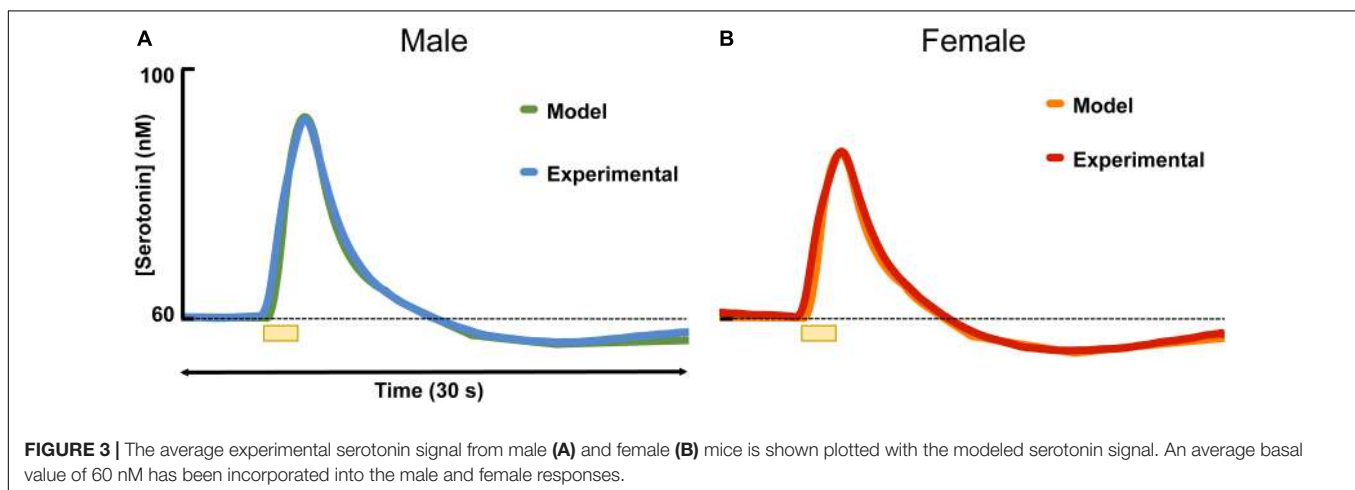 A
Male
B
Female
100
[Serotonin] (nM)
60
Model
Experimental
Model
Experimental
Time (30 s)
FIGURE 3 | The average experimental serotonin signal from male (A) and female (B) mice is shown plotted with the modeled serotonin signal. An average basal
value of 60 nM has been incorporated into the male and female responses.